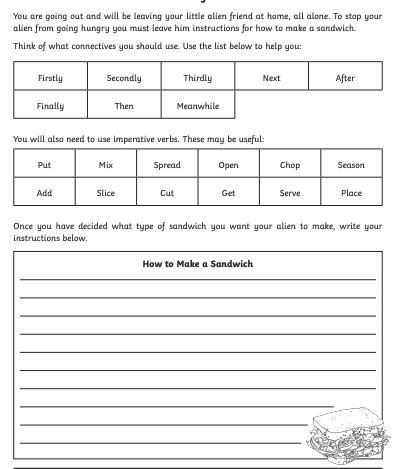 You are going out and will be leaving your little alien friend at home, all alone. To stop your
alien from going hungry you must leave him instructions for how to make a sandwich.
Think of what connectives you should use. Use the list below to help you:
Firstly Secondly Thirdly Next After
Finally Then Meanwhile
You will also need to use imperative verbs. These may be useful:
Put Mix Spread Open Chop Season
Add Slice Cut Get Serve Place
Once you have decided what type of sandwich you want your alien to make, write your
instructions below.
How to Make a Sandwich